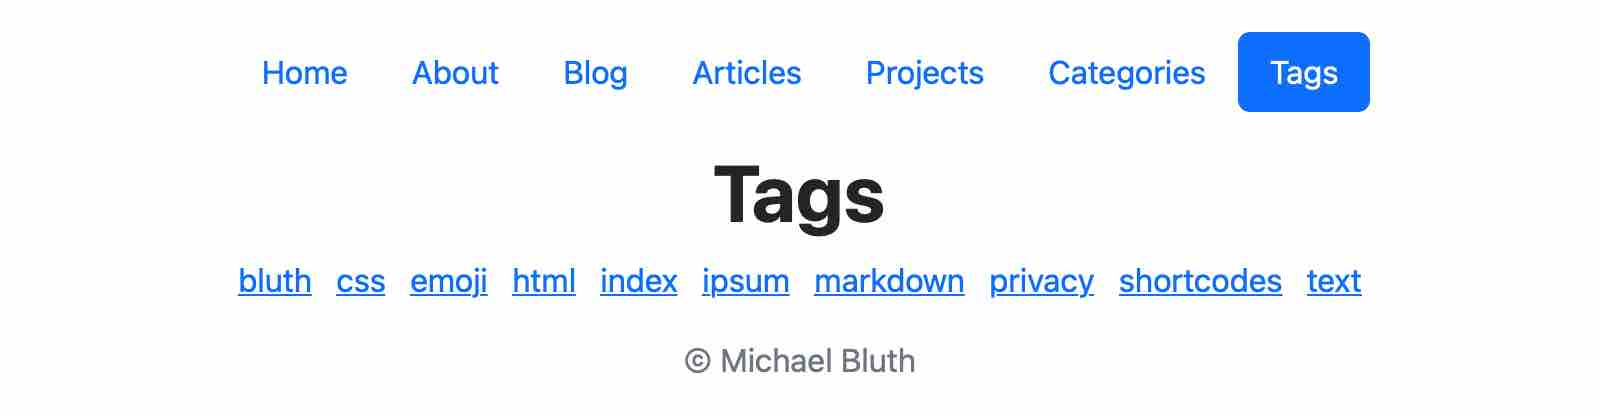 Home About Blog Articles Projects Categories Tags
Tags
bluth css emoji html index ipsum markdown privacy shortcodes text
© Michael Bluth